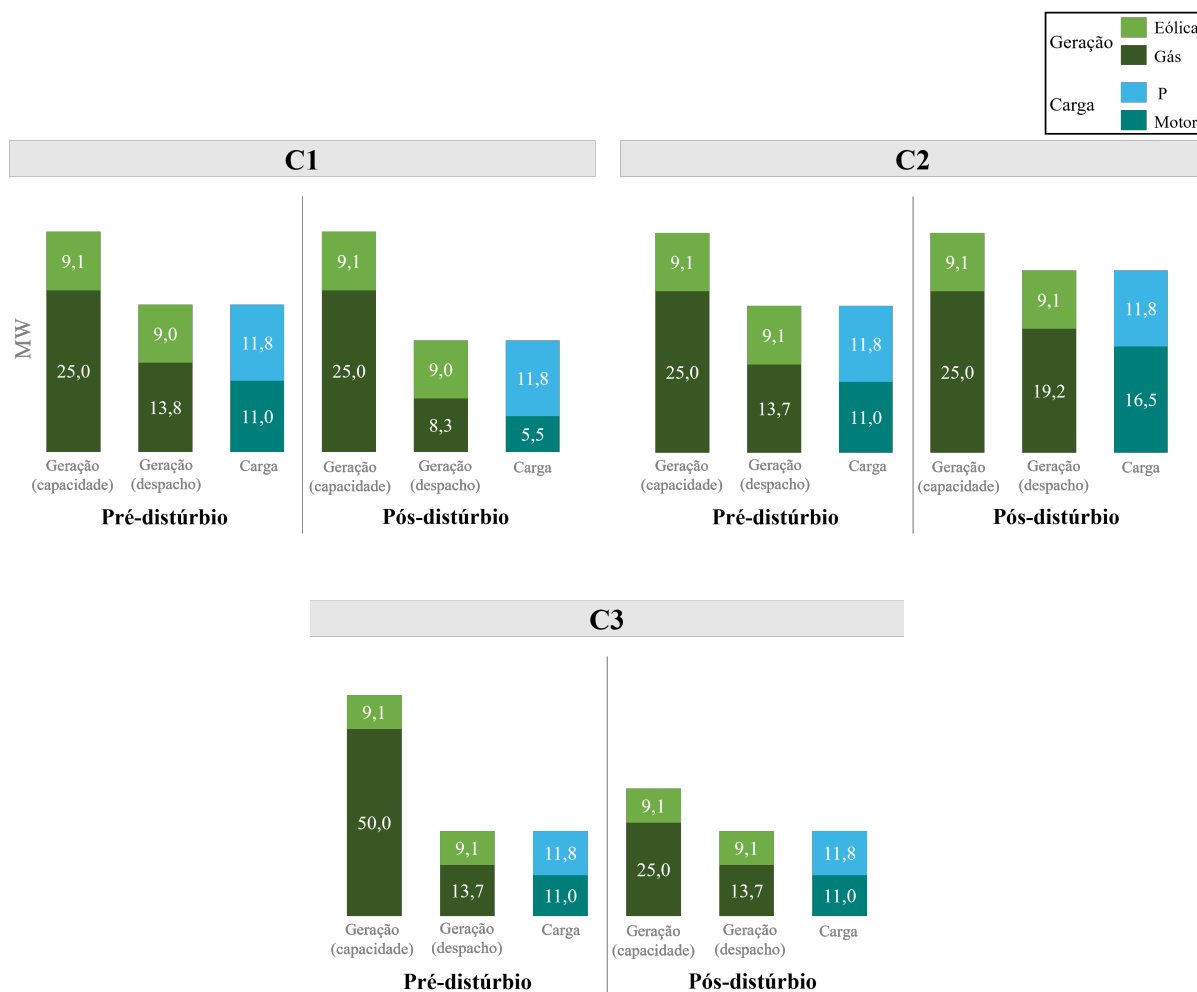 Geração
Eólica
Gás
Carga
P
Motor
C1
C2
MW
9,1
25,0
9,0
13,8
11,8
11,0
9,1
25,0
9,0
8,3
11,8
5,5
9,1
25,0
9,1
13,7
11,8
11,0
9,1
25,0
9,1
19,2
11,8
16,5
Geração
(capacidade)
Geração
(despacho)
Carga
Geração
(capacidade)
Geração
(despacho)
Carga
Geração
(capacidade)
Geração
(despacho)
Carga
Geração
(capacidade)
Geração
(despacho)
Carga
Pré-distúrbio
Pós-distúrbio
Pré-distúrbio
Pós-distúrbio
C3
9,1
50,0
9,1
13,7
11,8
11,0
9,1
25,0
9,1
13,7
11,8
11,0
Geração
(capacidade)
Geração
(despacho)
Carga
Geração
(capacidade)
Geração
(despacho)
Carga
Pré-distúrbio
Pós-distúrbio